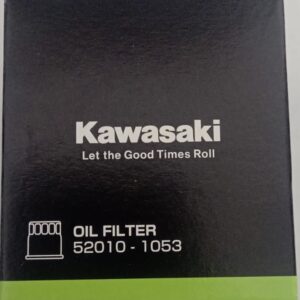 Kawasaki
Let the Good Times Roll
OIL FILTER
52010 - 1053